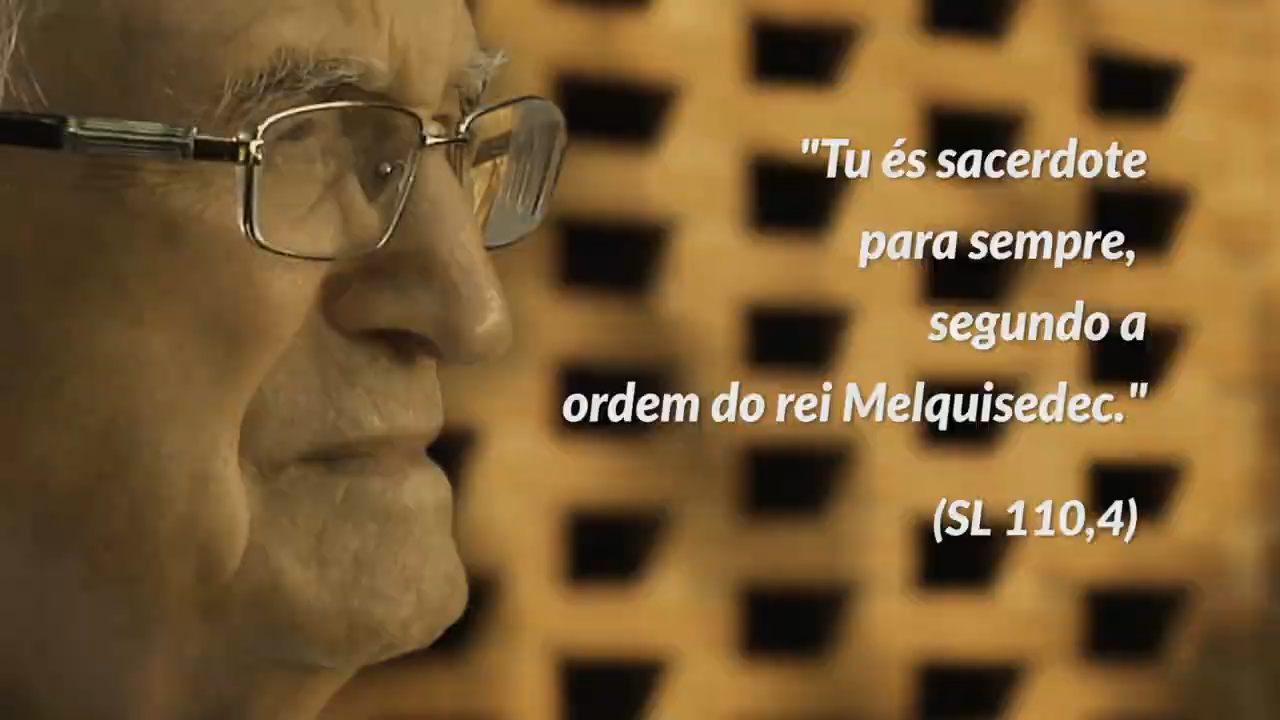 "Tu és sacerdote
para sempre,
segundo a
ordem do rei Melquisedec."
(SL 110,4)